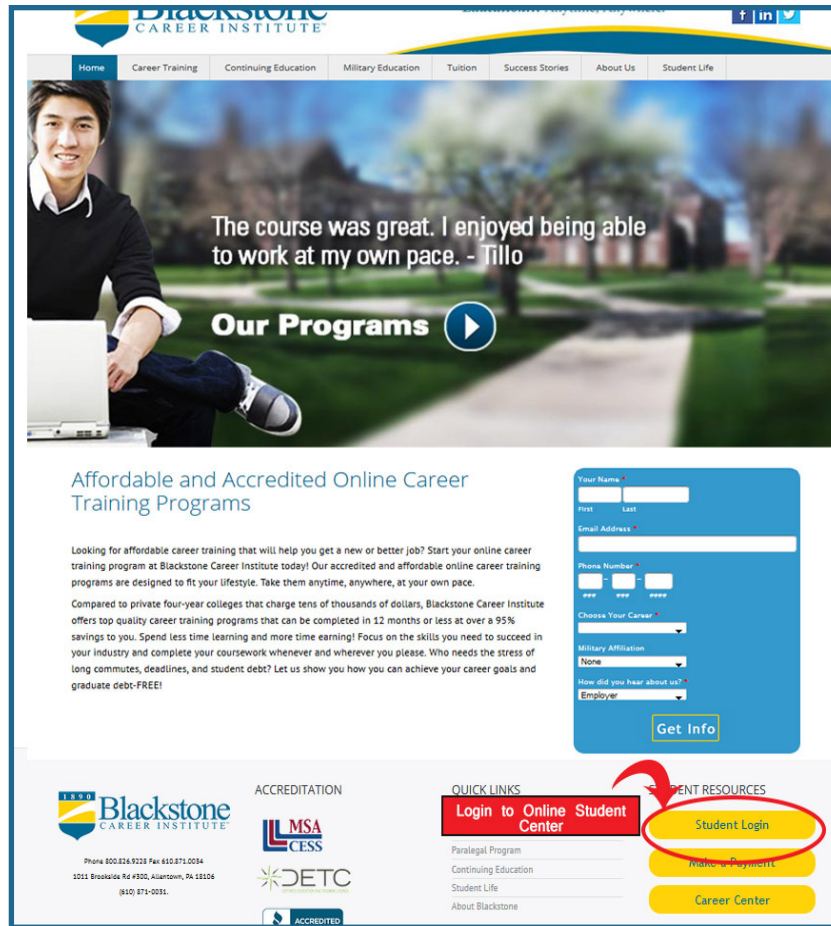 Blackstone
CAREER INSTITUTE
Anytime, Anywhere
f in
Home Career Training Continuing Education Military Education Tuition Success Stories About Us Student Life
The course was great. I enjoyed being able
to work at my own pace. - Tillo
Our Programs
Affordable and Accredited Online Career
Training Programs
Looking for affordable career training that will help you get a new or better job? Start your online career
training program at Blackstone Career Institute today! Our accredited and affordable online career training
programs are designed to fit your lifestyle. Take them anytime, anywhere, at your own pace.
Compared to private four-year colleges that charge tens of thousands of dollars, Blackstone Career Institute
offers top quality career training programs that can be completed in 12 months or less at over a 95%
savings to you. Spend less time learning and more time earning! Focus on the skills you need to succeed in
your industry and complete your coursework whenever and wherever you please. Who needs the stress of
long commutes, deadlines, and student debt? Let us show you how you can achieve your career goals and
graduate debt-FREE!
Your Name *
First Last
Email Address *
Phone Number *
- -
### ### ####
Choose Your Career *
Military Affiliation
None
How did you hear about us? *
Employer
Get Info
1890
Blackstone
CAREER INSTITUTE
Phone 800.826.9228 Fax 610.871.0034
1011 Brookside Rd #300, Allentown, PA 18106
(610) 871-0031.
ACCREDITATION
MSA
CESS
DETC
ACCREDITED
QUICK LINKS
Login to Online Student
Center
Paralegal Program
Continuing Education
Student Life
About Blackstone
STUDENT RESOURCES
Student Login
Make a Payment
Career Center